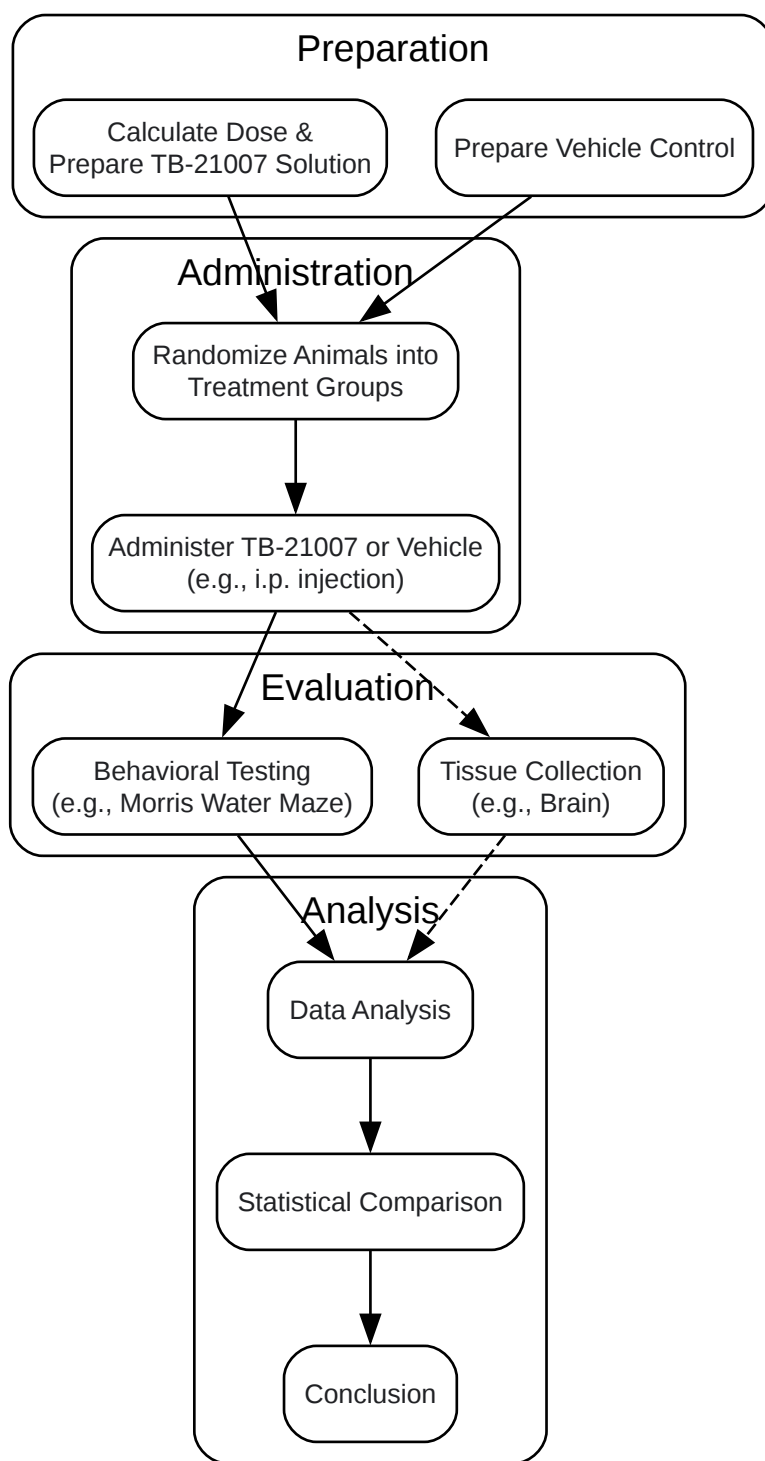 Preparation
Calculate Dose &
Prepare TB-21007 Solution
Prepare Vehicle Control
Administration
Randomize Animals into
Treatment Groups
Administer TB-21007 or Vehicle
(e.g., i.p. injection)
Evaluation
Behavioral Testing
(e.g., Morris Water Maze)
Tissue Collection
(e.g., Brain)
Analysis
Data Analysis
Statistical Comparison
Conclusion